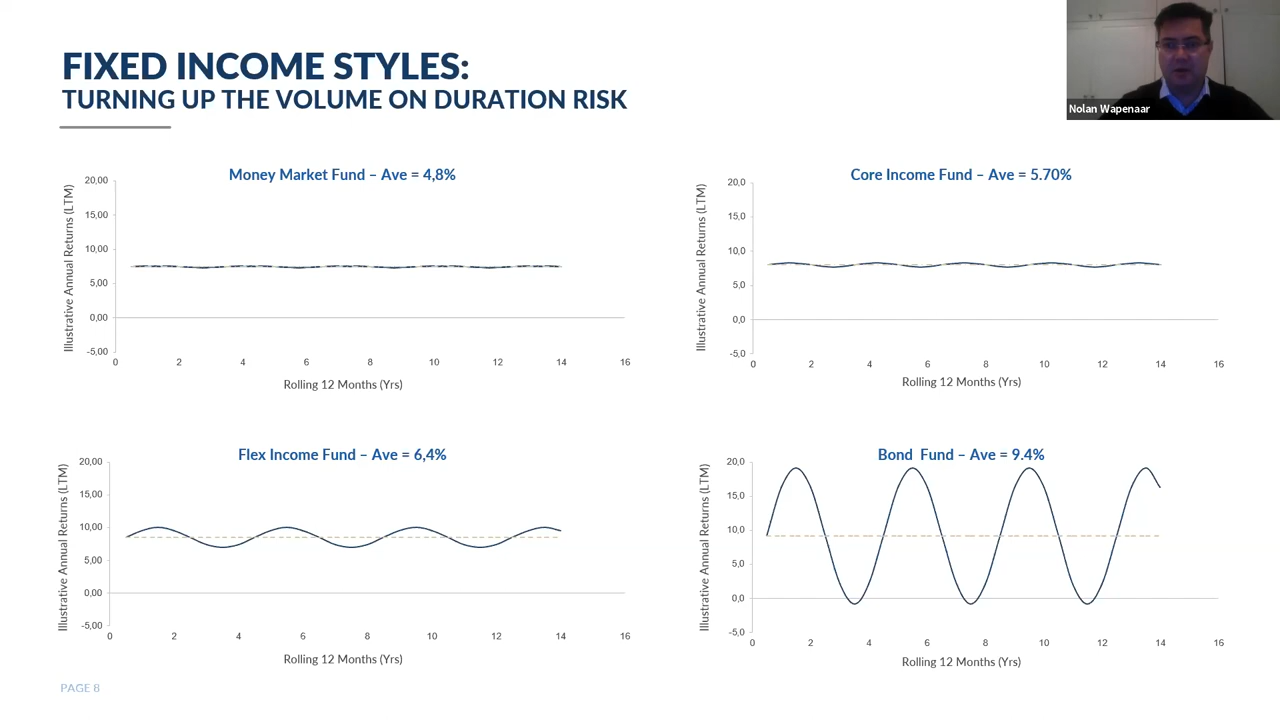 FIXED INCOME STYLES:
TURNING UP THE VOLUME ON DURATION RISK
Nolan Wapenaar
Money Market Fund – Ave = 4,8%
Illustrative Annual Returns (LTM)
20,00
15,00
10,00
5,00
0,00
-5,00
0 2 4 6 8 10 12 14 16
Rolling 12 Months (Yrs)
Core Income Fund – Ave = 5.70%
Illustrative Annual Returns (LTM)
20,0
15,0
10,0
5,0
0,0
-5,0
0 2 4 6 8 10 12 14 16
Rolling 12 Months (Yrs)
Flex Income Fund – Ave = 6,4%
Illustrative Annual Returns (LTM)
20,00
15,00
10,00
5,00
0,00
-5,00
0 2 4 6 8 10 12 14 16
Rolling 12 Months (Yrs)
Bond Fund – Ave = 9.4%
Illustrative Annual Returns (LTM)
20,0
15,0
10,0
5,0
0,0
-5,0
0 2 4 6 8 10 12 14 16
Rolling 12 Months (Yrs)
PAGE 8